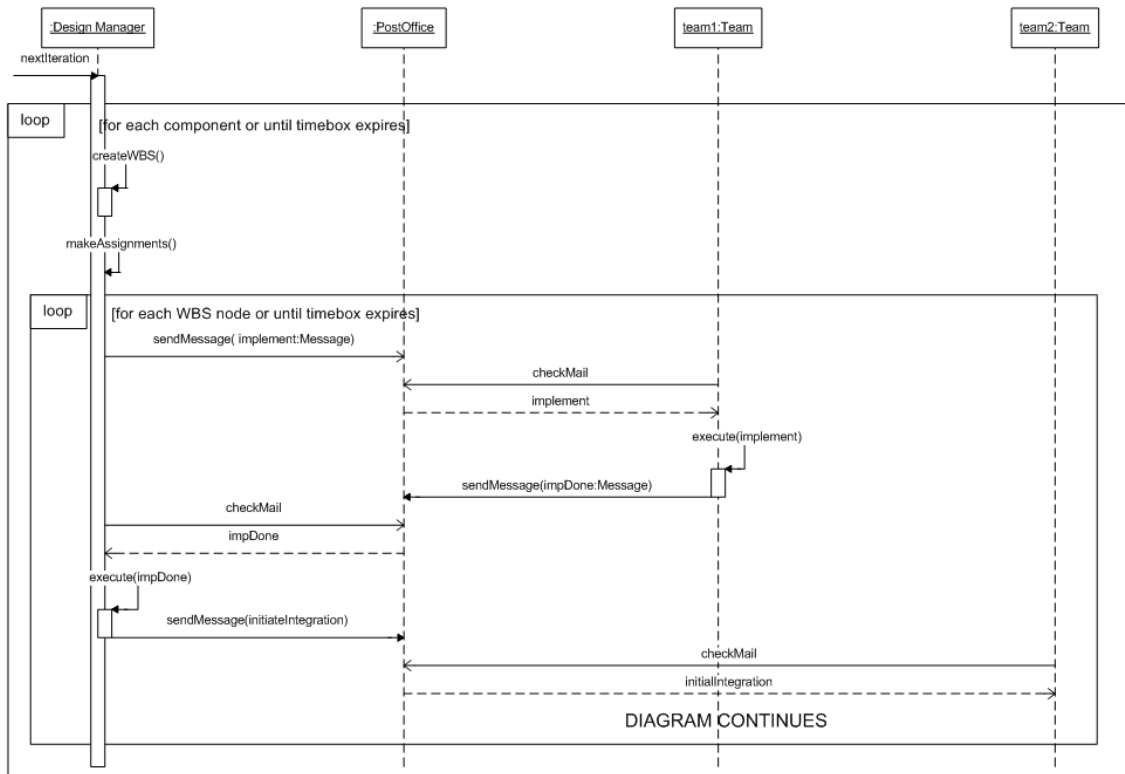 :Design Manager
:PostOffice
team1:Team
team2:Team
nextIteration
loop
[for each component or until timebox expires]
createWBS()
makeAssignments()
loop
[for each WBS node or until timebox expires]
sendMessage( implement:Message)
checkMail
implement
execute(implement)
sendMessage(impDone:Message)
checkMail
impDone
execute(impDone)
sendMessage(initiateIntegration)
checkMail
initialIntegration
DIAGRAM CONTINUES